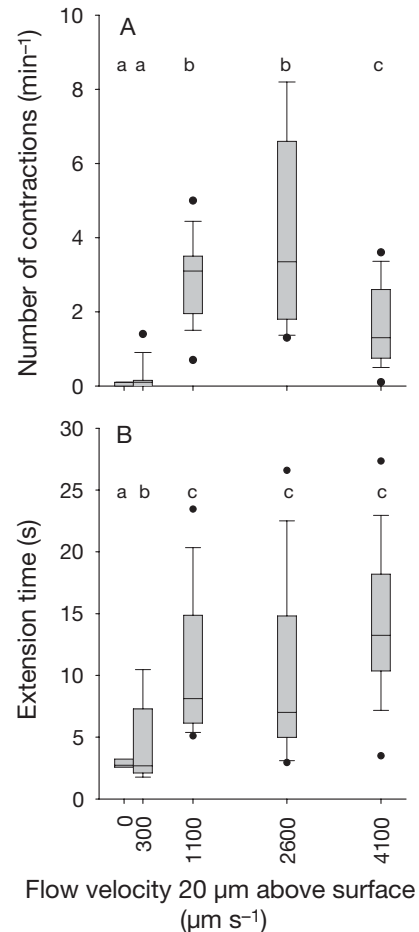 A
Number of contractions (min–1)
a a b b c
10
8
6
4
2
0
B
Extension time (s)
a b c c c
30
25
20
15
10
5
0
0 300 1100 2600 4100
Flow velocity 20 µm above surface
(µm s–1)